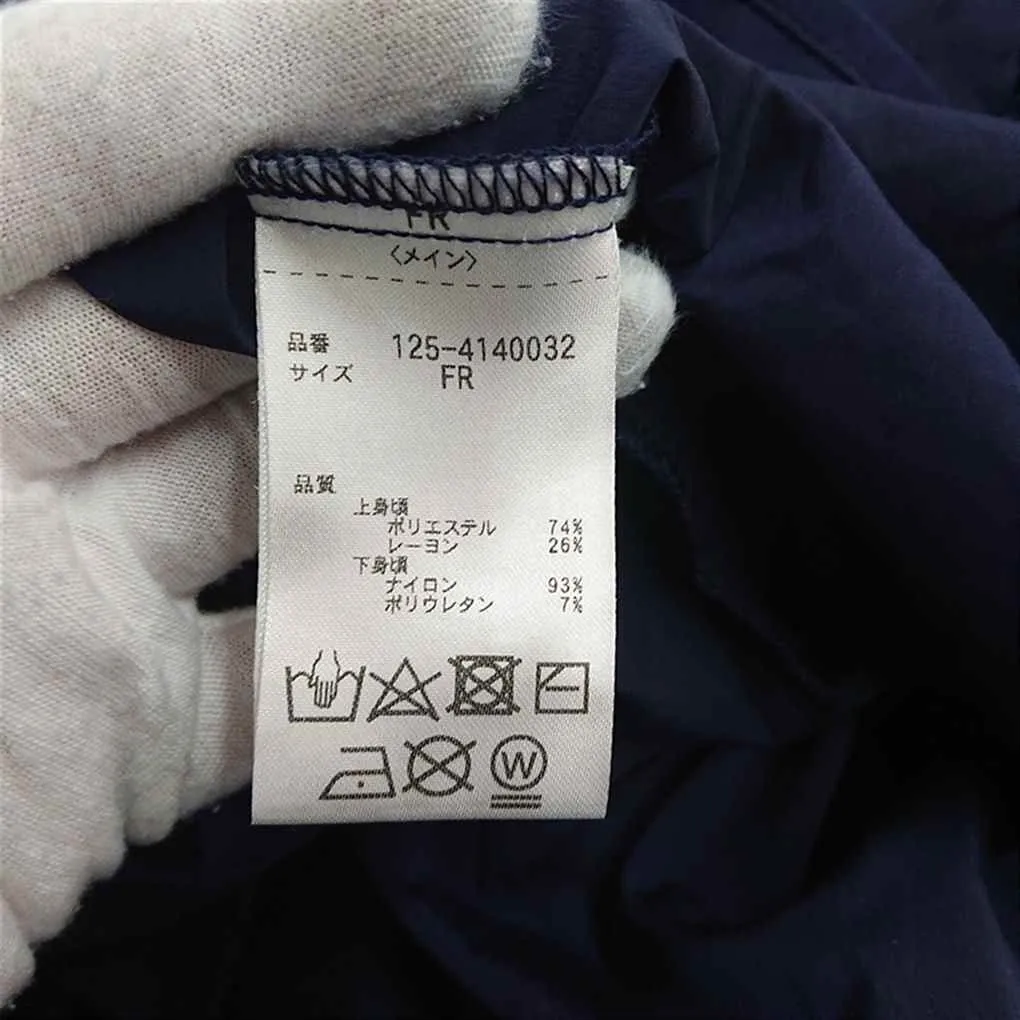 FR
〈メイン〉
品番 125-4140032
サイズ FR
品質
上身頃
ポリエステル 74%
レーヨン 26%
下身頃
ナイロン 93%
ポリウレタン 7%
W